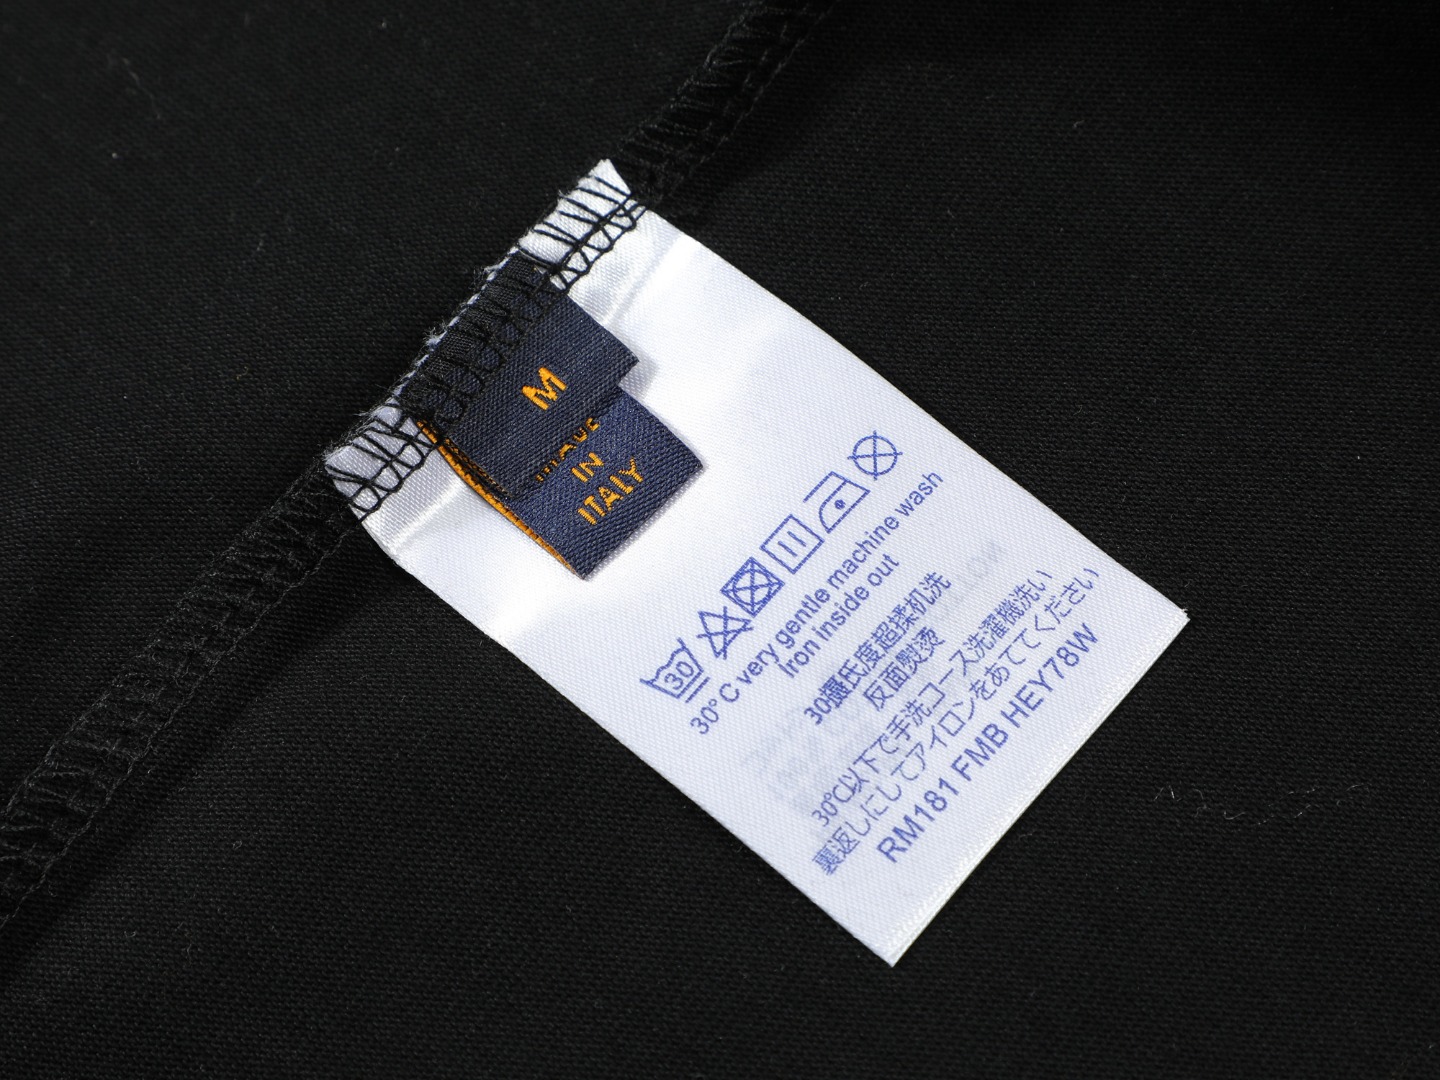 M
MADE
IN
ITALY
30
30°C very gentle machine wash
Iron inside out
30攝氏度超揉机洗
反面熨烫
30℃以下で手洗コース洗濯機洗い
裏返しにしてアイロンをあててください
RM181 FMB HEY78W